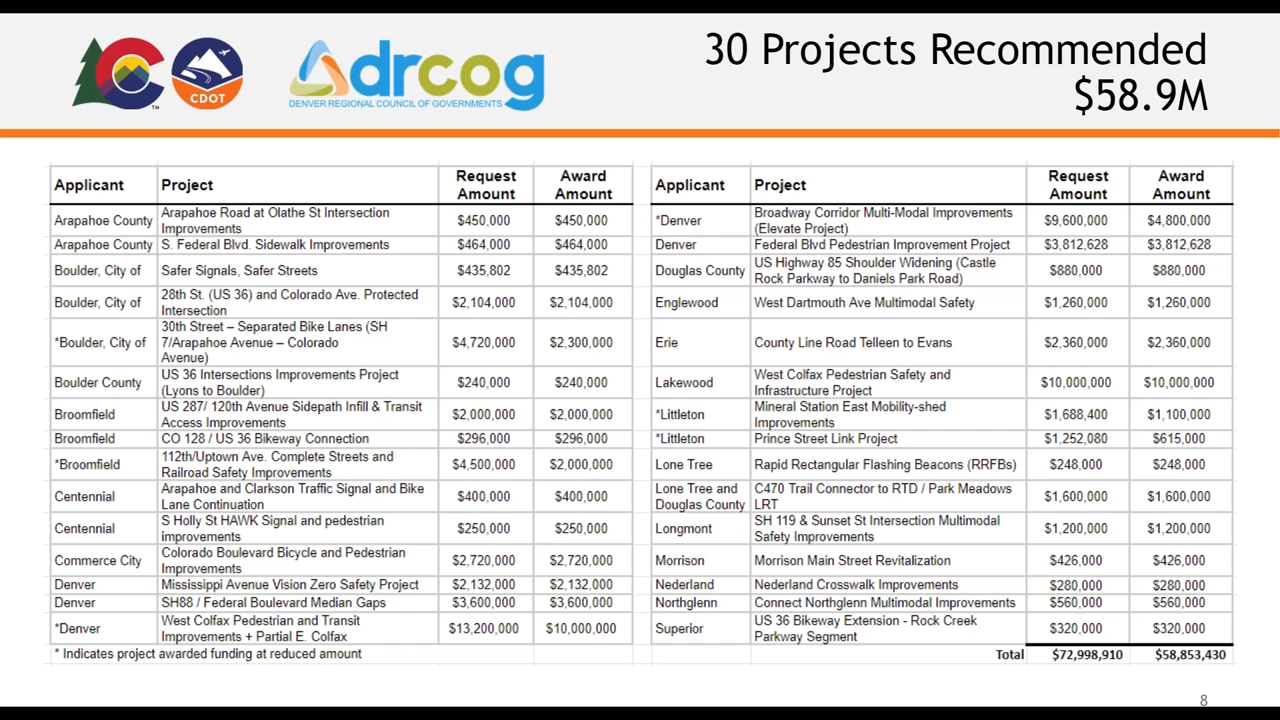 30 Projects Recommended
$58.9M
CDOT
TM
drcog
DENVER REGIONAL COUNCIL OF GOVERNMENTS
Applicant Project Request Amount Award Amount
Arapahoe County Arapahoe Road at Olathe St Intersection Improvements $450,000 $450,000
Arapahoe County S. Federal Blvd. Sidewalk Improvements $464,000 $464,000
Boulder, City of Safer Signals, Safer Streets $435,802 $435,802
Boulder, City of 28th St. (US 36) and Colorado Ave. Protected Intersection $2,104,000 $2,104,000
*Boulder, City of 30th Street – Separated Bike Lanes (SH 7/Arapahoe Avenue – Colorado Avenue) $4,720,000 $2,300,000
Boulder County US 36 Intersections Improvements Project (Lyons to Boulder) $240,000 $240,000
Broomfield US 287/ 120th Avenue Sidepath Infill & Transit Access Improvements $2,000,000 $2,000,000
Broomfield CO 128 / US 36 Bikeway Connection $296,000 $296,000
*Broomfield 112th/Uptown Ave. Complete Streets and Railroad Safety Improvements $4,500,000 $2,000,000
Centennial Arapahoe and Clarkson Traffic Signal and Bike Lane Continuation $400,000 $400,000
Centennial S Holly St HAWK Signal and pedestrian improvements $250,000 $250,000
Commerce City Colorado Boulevard Bicycle and Pedestrian Improvements $2,720,000 $2,720,000
Denver Mississippi Avenue Vision Zero Safety Project $2,132,000 $2,132,000
Denver SH88 / Federal Boulevard Median Gaps $3,600,000 $3,600,000
*Denver West Colfax Pedestrian and Transit Improvements + Partial E. Colfax $13,200,000 $10,000,000
* Indicates project awarded funding at reduced amount
Applicant Project Request Amount Award Amount
*Denver Broadway Corridor Multi-Modal Improvements (Elevate Project) $9,600,000 $4,800,000
Denver Federal Blvd Pedestrian Improvement Project $3,812,628 $3,812,628
Douglas County US Highway 85 Shoulder Widening (Castle Rock Parkway to Daniels Park Road) $880,000 $880,000
Englewood West Dartmouth Ave Multimodal Safety $1,260,000 $1,260,000
Erie County Line Road Telleen to Evans $2,360,000 $2,360,000
Lakewood West Colfax Pedestrian Safety and Infrastructure Project $10,000,000 $10,000,000
*Littleton Mineral Station East Mobility-shed Improvements $1,688,400 $1,100,000
*Littleton Prince Street Link Project $1,252,080 $615,000
Lone Tree Rapid Rectangular Flashing Beacons (RRFBs) $248,000 $248,000
Lone Tree and Douglas County C470 Trail Connector to RTD / Park Meadows LRT $1,600,000 $1,600,000
Longmont SH 119 & Sunset St Intersection Multimodal Safety Improvements $1,200,000 $1,200,000
Morrison Morrison Main Street Revitalization $426,000 $426,000
Nederland Nederland Crosswalk Improvements $280,000 $280,000
Northglenn Connect Northglenn Multimodal Improvements $560,000 $560,000
Superior US 36 Bikeway Extension - Rock Creek Parkway Segment $320,000 $320,000
Total $72,998,910 $58,853,430
8